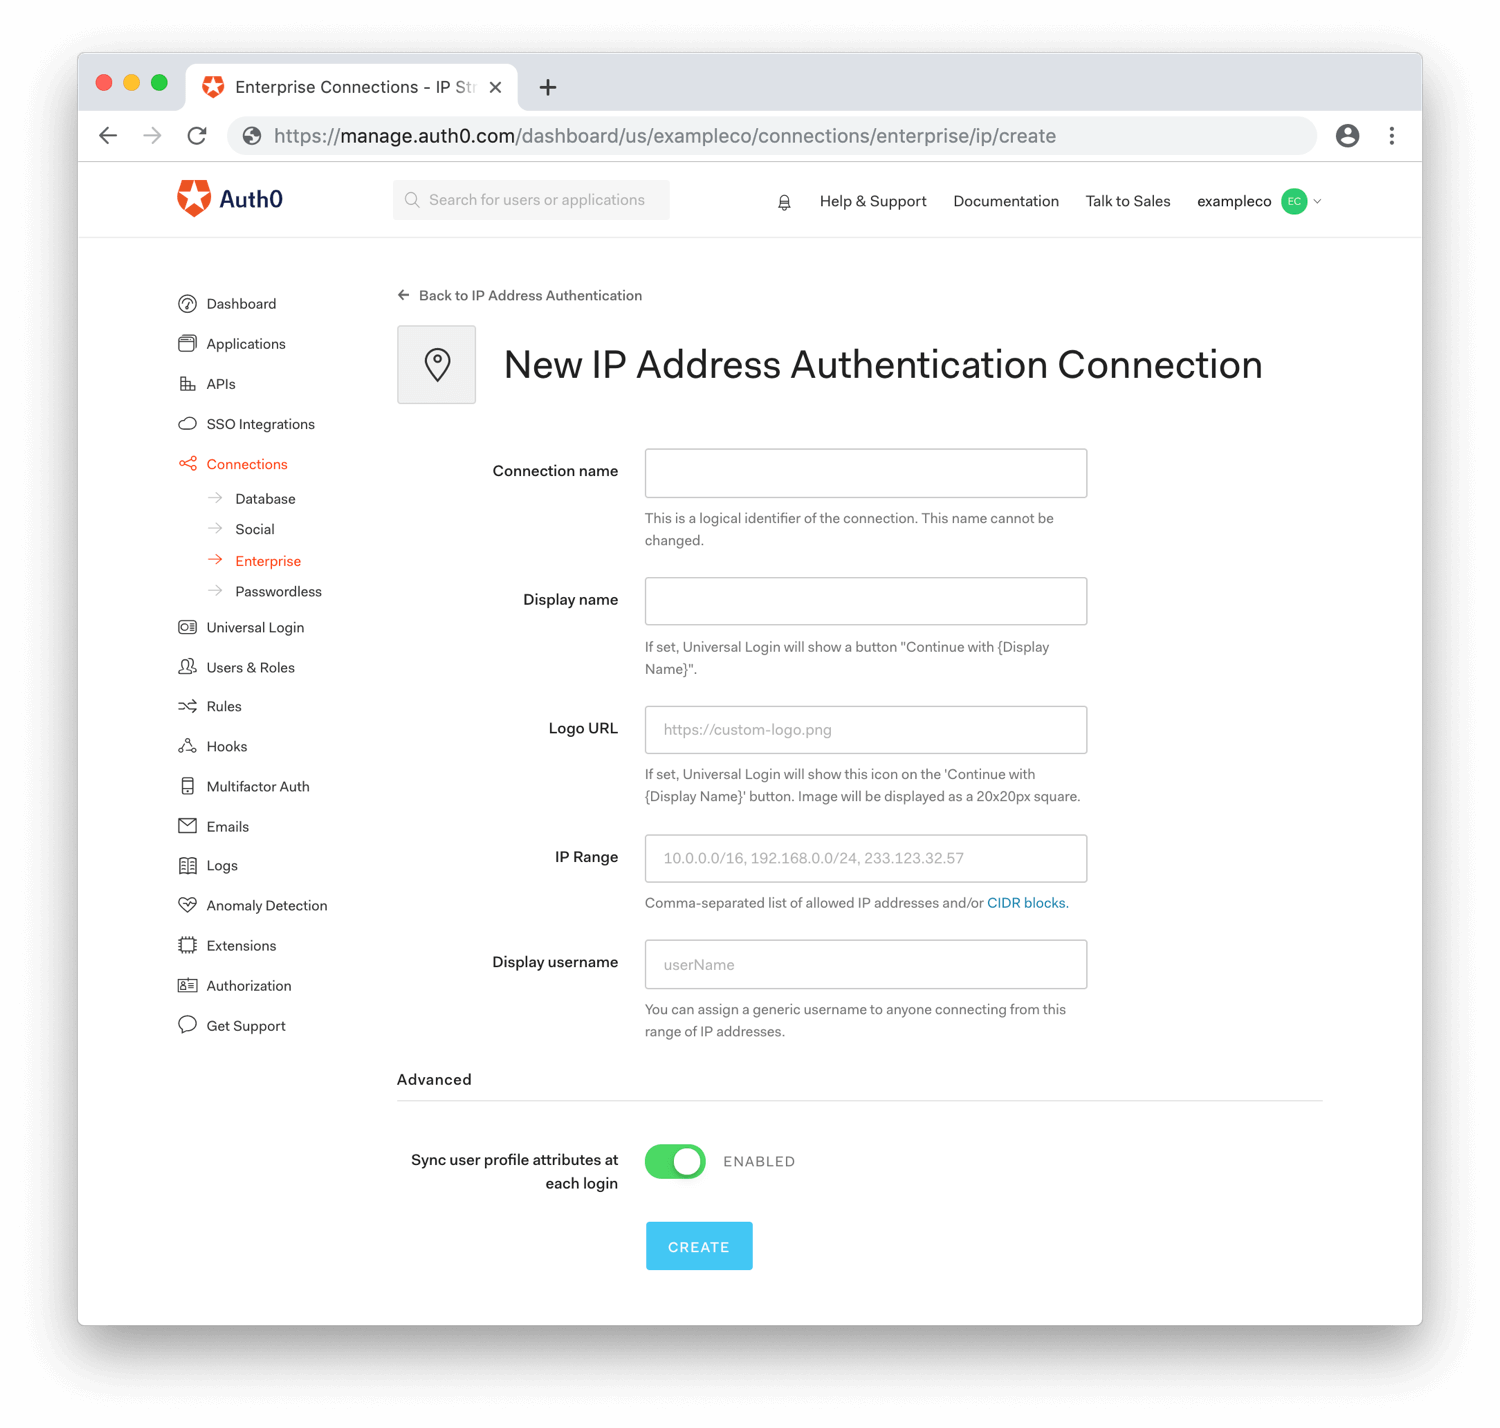 Enterprise Connections - IP Str
https://manage.auth0.com/dashboard/us/exampleco/connections/enterprise/ip/create
Auth0
Search for users or applications
Help & Support
Documentation
Talk to Sales
exampleco
EC
Dashboard
Applications
APIs
SSO Integrations
Connections
Database
Social
Enterprise
Passwordless
Universal Login
Users & Roles
Rules
Hooks
Multifactor Auth
Emails
Logs
Anomaly Detection
Extensions
Authorization
Get Support
Back to IP Address Authentication
New IP Address Authentication Connection
Connection name
This is a logical identifier of the connection. This name cannot be
changed.
Display name
If set, Universal Login will show a button "Continue with {Display
Name}".
Logo URL
https://custom-logo.png
If set, Universal Login will show this icon on the 'Continue with
{Display Name}' button. Image will be displayed as a 20x20px square.
IP Range
10.0.0.0/16, 192.168.0.0/24, 233.123.32.57
Comma-separated list of allowed IP addresses and/or CIDR blocks.
Display username
userName
You can assign a generic username to anyone connecting from this
range of IP addresses.
Advanced
Sync user profile attributes at
each login
ENABLED
CREATE